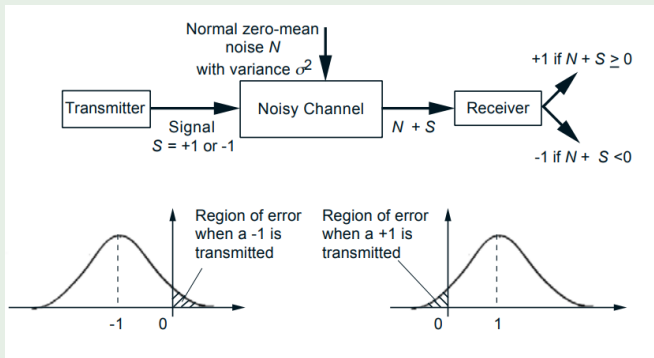 Normal zero-mean
noise N
with variance σ²
Transmitter
Signal
S = +1 or -1
Noisy Channel
N + S
Receiver
+1 if N + S ≥ 0
-1 if N + S <0
Region of error
when a -1 is
transmitted
-1
0
Region of error
when a +1 is
transmitted
0
1